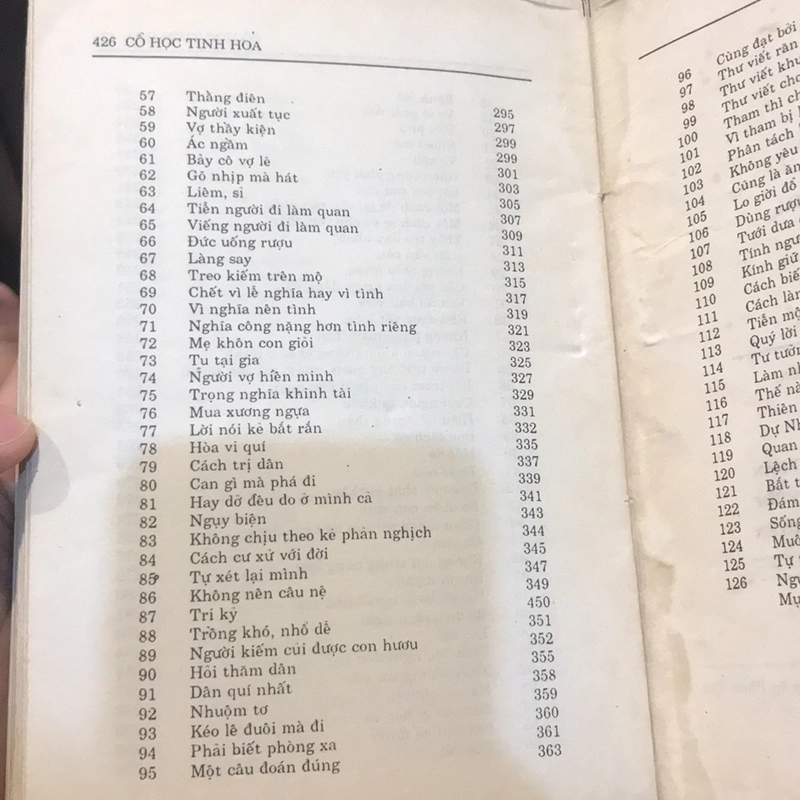 426 CỔ HỌC TINH HOA
57 Thằng điên 295
58 Người xuất tục 297
59 Vợ thầy kiện 299
60 Ác ngầm 299
61 Bảy cô vợ lẽ 301
62 Gõ nhịp mà hát 303
63 Liêm, sỉ 305
64 Tiễn người đi làm quan 307
65 Viếng người đi làm quan 309
66 Đức uống rượu 311
67 Làng say 313
68 Treo kiếm trên mộ 315
69 Chết vì lễ nghĩa hay vì tình 317
70 Vì nghĩa nên tình 319
71 Nghĩa công nặng hơn tình riêng 321
72 Mẹ khôn con giỏi 323
73 Tu tại gia 325
74 Người vợ hiền minh 327
75 Trọng nghĩa khinh tài 329
76 Mua xương ngựa 331
77 Lời nói kẻ bắt rắn 332
78 Hòa vi quí 335
79 Cách trị dân 337
80 Can gì mà phá đi 339
81 Hay dở đều do ở mình cả 341
82 Ngụy biện 343
83 Không chịu theo kẻ phản nghịch 344
84 Cách cư xử với đời 345
85 Tự xét lại mình 347
86 Không nên câu nệ 349
87 Tri kỷ 450
88 Trồng khó, nhổ dễ 351
89 Người kiếm củi được con hươu 352
90 Hỏi thăm dân 355
91 Dân quí nhất 358
92 Nhuộm tơ 359
93 Kéo lê đuôi mà đi 360
94 Phải biết phòng xa 361
95 Một câu đoán đúng 363
96 Cùng đạt bởi
97 Thư viết răn
98 Thư viết khu
99 Thư viết cho
100 Tham thì ch
101 Vì tham bị
102 Phân tách
103 Không yêu
104 Cũng là ăn
105 Lo giời đổ
106 Dùng rượu
107 Tưới dưa
108 Tính ngư
109 Kính giữ
110 Cách biế
111 Cách làm
112 Tiễn mộ
113 Quý lời
114 Tư tưởn
115 Làm nh
116 Thế nà
117 Thiên
118 Dự Nh
119 Quan
120 Lệch
121 Bất t
122 Đám
123 Sống
124 Muô
125 Tự
126 Ngư
Mụ